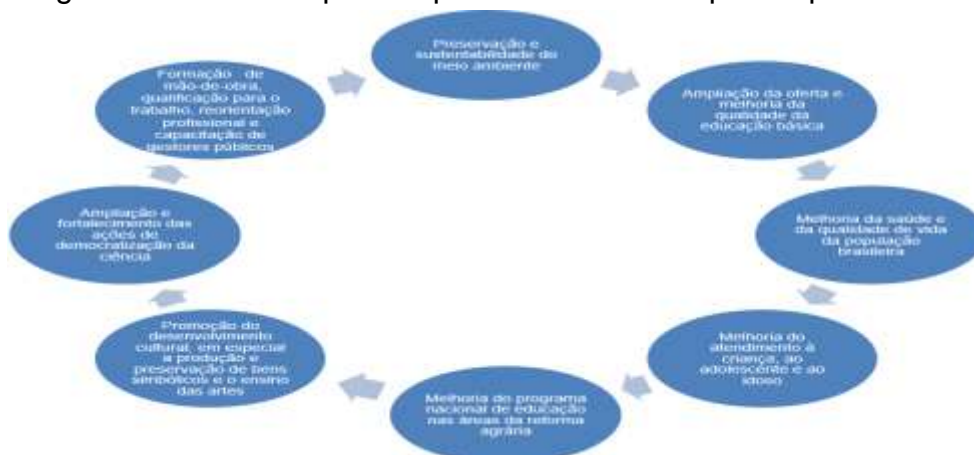 Preservação e
sustentabilidade do
meio ambiente
Ampliação da oferta e
melhoria da
qualidade da
educação básica
Melhoria da saúde e
da qualidade de vida
da população
brasileira
Melhoria do
atendimento à
criança, ao
adolescente e ao
idoso
Melhoria do programa
nacional de educação
nas áreas da reforma
agrária
Promoção do
desenvolvimento
cultural, em especial
a produção e
preservação de bens
simbólicos e o ensino
das artes
Ampliação e
fortalecimento das
ações de
democratização da
ciência
Formação de
mão-de-obra,
qualificação para o
trabalho, reorientação
profissional e
capacitação de
gestores públicos